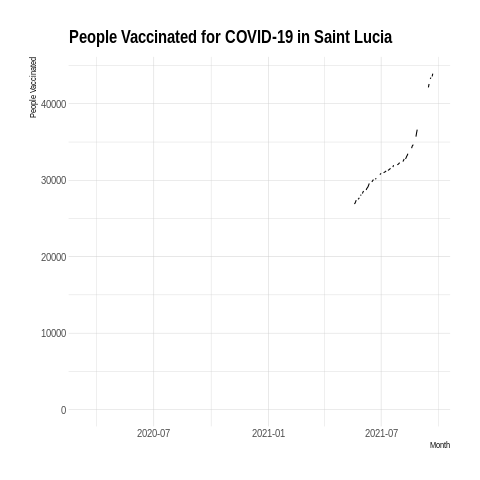 People Vaccinated for COVID-19 in Saint Lucia
People Vaccinated
40000
30000
20000
10000
0
2020-07 2021-01 2021-07
Month